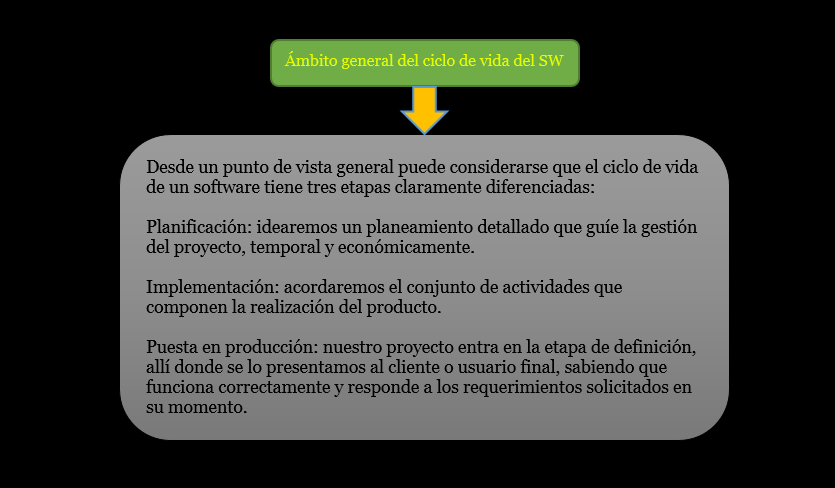 Ámbito general del ciclo de vida del SW
Desde un punto de vista general puede considerarse que el ciclo de vida
de un software tiene tres etapas claramente diferenciadas:
Planificación: idearemos un planeamiento detallado que guíe la gestión
del proyecto, temporal y económicamente.
Implementación: acordaremos el conjunto de actividades que
componen la realización del producto.
Puesta en producción: nuestro proyecto entra en la etapa de definición,
allí donde se lo presentamos al cliente o usuario final, sabiendo que
funciona correctamente y responde a los requerimientos solicitados en
su momento.